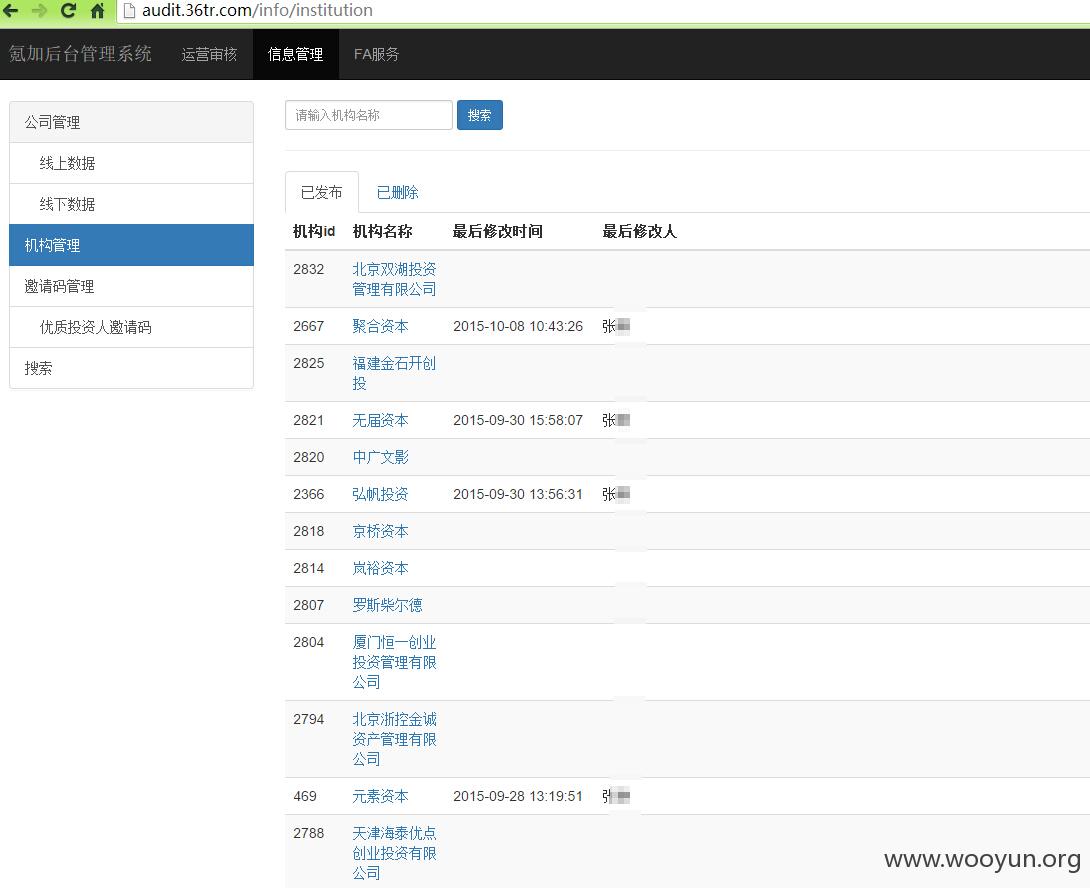 audit.36tr.com/info/institution
氪加后台管理系统 运营审核 信息管理 FA服务
公司管理
线上数据
线下数据
机构管理
邀请码管理
优质投资人邀请码
搜索
请输入机构名称 搜索
已发布 已删除
机构id 机构名称 最后修改时间 最后修改人
2832 北京双湖投资
管理有限公司
2667 聚合资本 2015-10-08 10:43:26 张
2825 福建金石开创
投
2821 无届资本 2015-09-30 15:58:07 张
2820 中广文影
2366 弘帆投资 2015-09-30 13:56:31 张
2818 京桥资本
2814 岚裕资本
2807 罗斯柴尔德
2804 厦门恒一创业
投资管理有限
公司
2794 北京浙控金诚
资产管理有限
公司
469 元素资本 2015-09-28 13:19:51 张
2788 天津海泰优点
创业投资有限
公司
www.wooyun.org